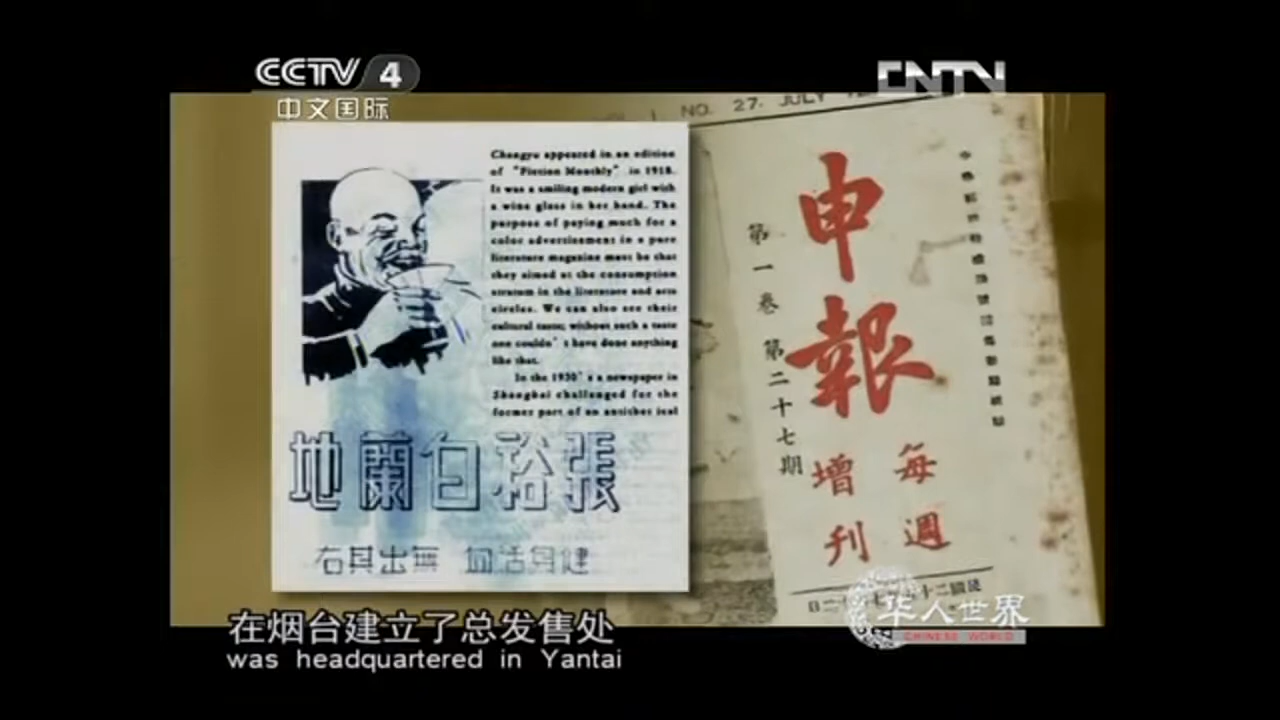 CCTV 4
中文国际
CNTV
Changyu appeared in an edition
of "Fiction Monthly" in 1918.
It was a smiling modern girl with
a wine glass in her hand. The
purpose of paying much for a
color advertisement in a pure
literature magazine must be that
they aimed at the consumption
stratum in the literature and arts
circles. We can also see their
cultural taste; without such a taste
one couldn't have done anything
like that.
In the 1930's a newspaper in
Shanghai challenged for the
former part of an antithetical
張裕白蘭地
健身活血 無出其右
NO. 27. JULY
申報
每週
增刊
第一卷 第二十七期
华人世界
CHINESE WORLD
在烟台建立了总发售处
was headquartered in Yantai